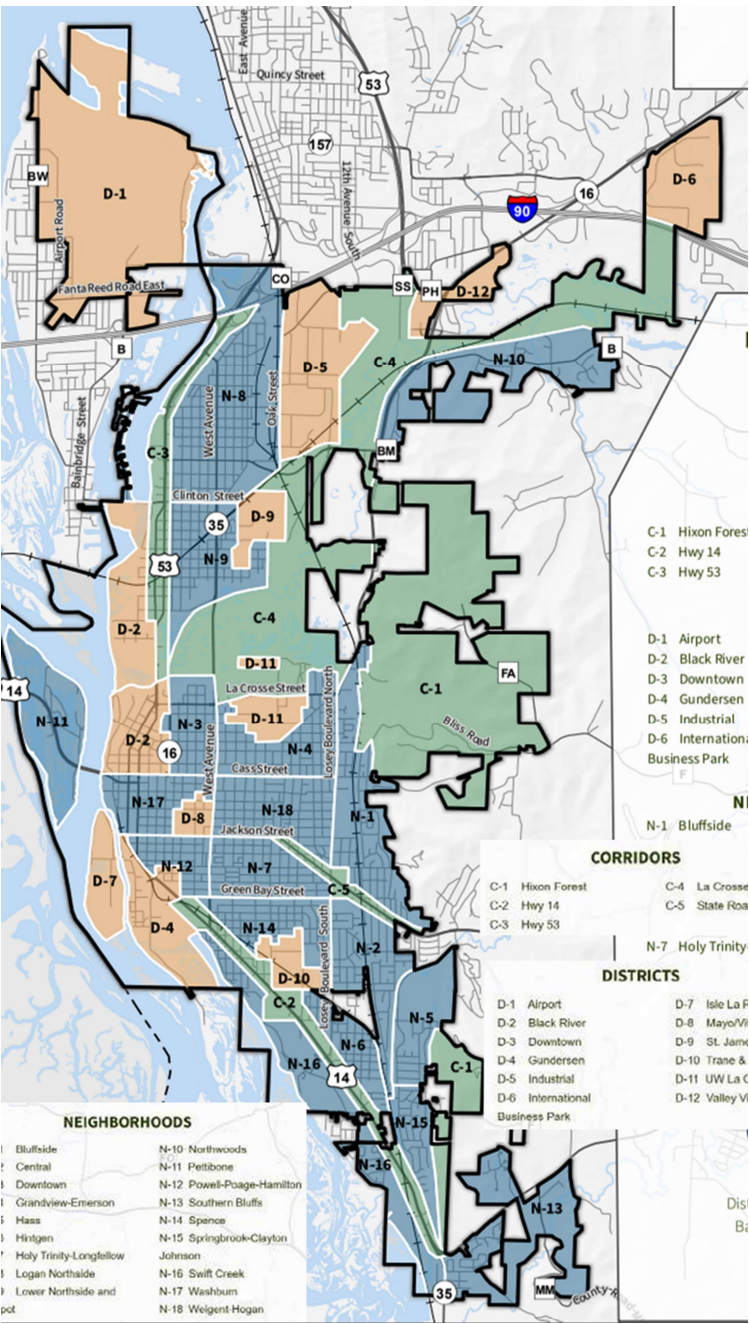 East Avenue
Quincy Street
53
157
BW
D-1
D-6
Airport Road
12th Avenue South
16
90
Fanta Reed Road East
CO
SS
PH
D-12
B
N-8
D-5
C-4
N-10
B
West Avenue
Oak Street
Bainbridge Street
C-3
BM
Clinton Street
35
D-9
N-9
53
C-1 Hixon Forest
C-2 Hwy 14
C-3 Hwy 53
D-2
C-4
D-11
La Crosse Street
Losey Boulevard North
C-1
FA
D-1 Airport
D-2 Black River
D-3 Downtown
D-4 Gundersen
D-5 Industrial
D-6 Internationa
Business Park
14
N-11
N-3
D-11
D-2
16
West Avenue
N-4
Bliss Road
Cass Street
F
N-17
D-8
N-18
N-1
Jackson Street
N-1 Bluffside
N-12
N-7
CORRIDORS
D-7
Green Bay Street
C-5
C-1 Hixon Forest
C-2 Hwy 14
C-3 Hwy 53
C-4 La Crosse
C-5 State Roa
D-4
N-14
N-2
N-7 Holy Trinity-
D-10
Losey Boulevard South
C-2
DISTRICTS
D-1 Airport
D-2 Black River
D-3 Downtown
D-4 Gundersen
D-5 Industrial
D-6 International
Business Park
D-7 Isle La P
D-8 Mayo/Vi
D-9 St. Jame
D-10 Trane &
D-11 UW La C
D-12 Valley Vi
N-5
N-6
C-1
N-16
14
N-15
N-16
NEIGHBORHOODS
Bluffside
Central
Downtown
Grandview-Emerson
Hass
Hintgen
Holy Trinity-Longfellow
Logan Northside
Lower Northside and
pot
N-10 Northwoods
N-11 Pettibone
N-12 Powell-Poage-Hamilton
N-13 Southern Bluffs
N-14 Spence
N-15 Springbrook-Clayton
Johnson
N-16 Swift Creek
N-17 Washburn
N-18 Weigent-Hogan
N-13
Dist
Ba
35
MM
County-Road-M